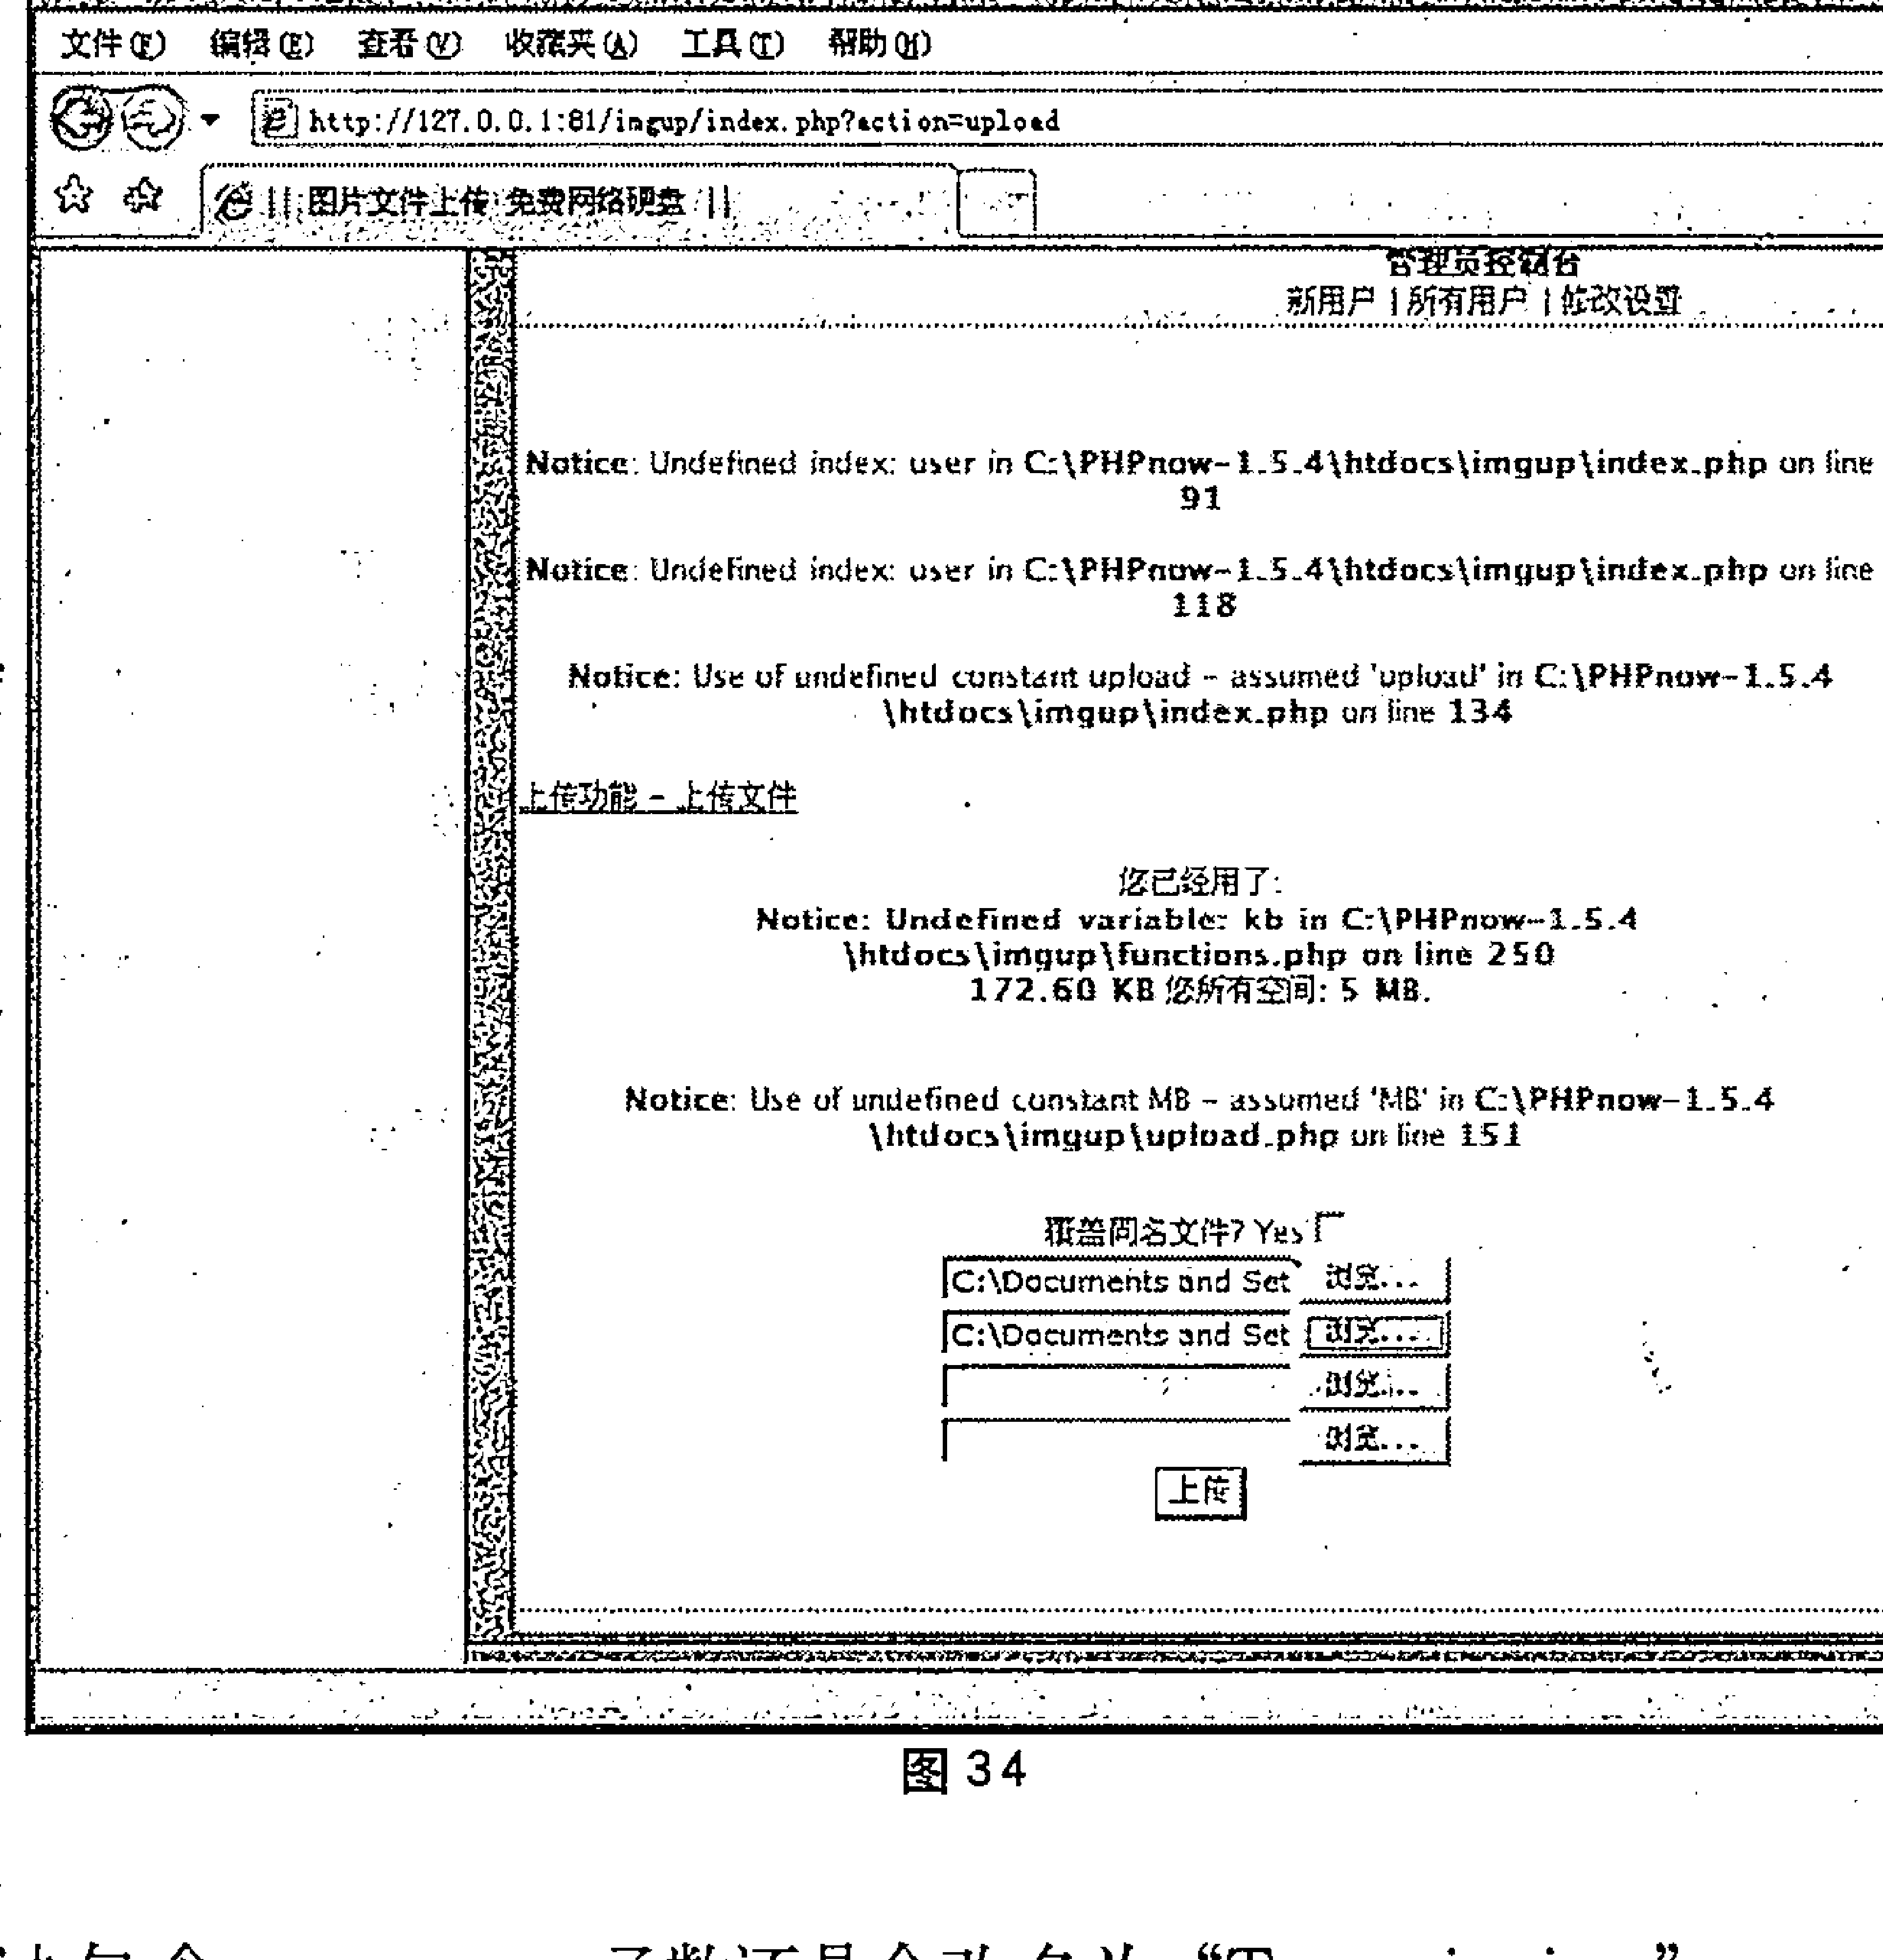 文件(F) 编辑(E) 查看(V) 收藏夹(A) 工具(T) 帮助(H)
http://127.0.0.1:81/imgup/index.php?action=upload
|| 图片文件上传 免费网络硬盘 ||
管理员控制台
新用户 | 所有用户 | 修改设置
Notice: Undefined index: user in C:\PHPnow-1.5.4\htdocs\imgup\index.php on line
91
Notice: Undefined index: user in C:\PHPnow-1.5.4\htdocs\imgup\index.php on line
118
Notice: Use of undefined constant upload - assumed 'upload' in C:\PHPnow-1.5.4
\htdocs\imgup\index.php on line 134
上传功能 - 上传文件
您已经用了:
Notice: Undefined variable: kb in C:\PHPnow-1.5.4
\htdocs\imgup\functions.php on line 250
172.60 KB 您所有空间: 5 MB.
Notice: Use of undefined constant MB - assumed 'MB' in C:\PHPnow-1.5.4
\htdocs\imgup\upload.php on line 151
覆盖同名文件? Yes
C:\Documents and Set 浏览...
C:\Documents and Set 浏览...
浏览...
浏览...
上传
图 34